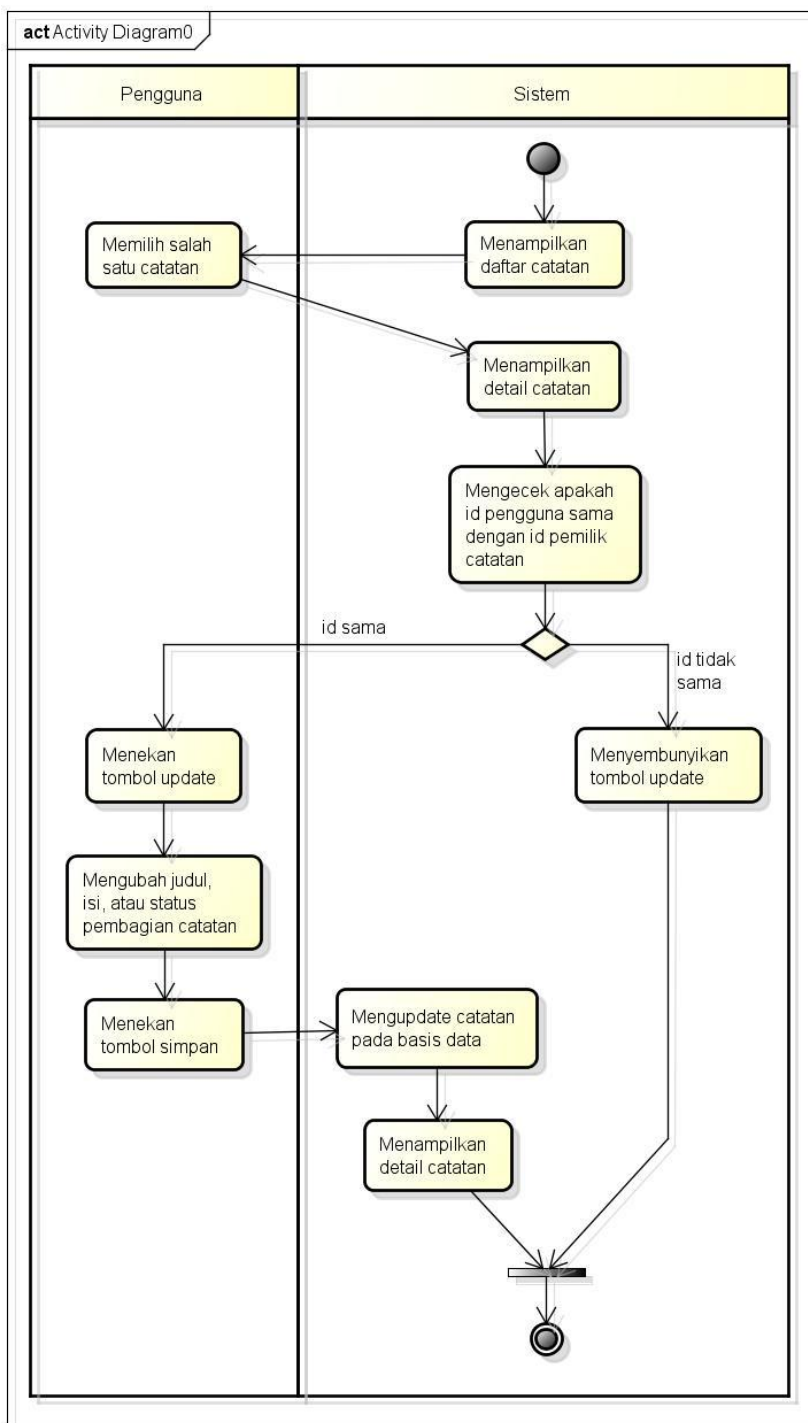 act Activity Diagram0
Pengguna
Sistem
Menampilkan
daftar catatan
Memilih salah
satu catatan
Menampilkan
detail catatan
Mengecek apakah
id pengguna sama
dengan id pemilik
catatan
id sama
id tidak
sama
Menekan
tombol update
Menyembunyikan
tombol update
Mengubah judul,
isi, atau status
pembagian catatan
Menekan
tombol simpan
Mengupdate catatan
pada basis data
Menampilkan
detail catatan